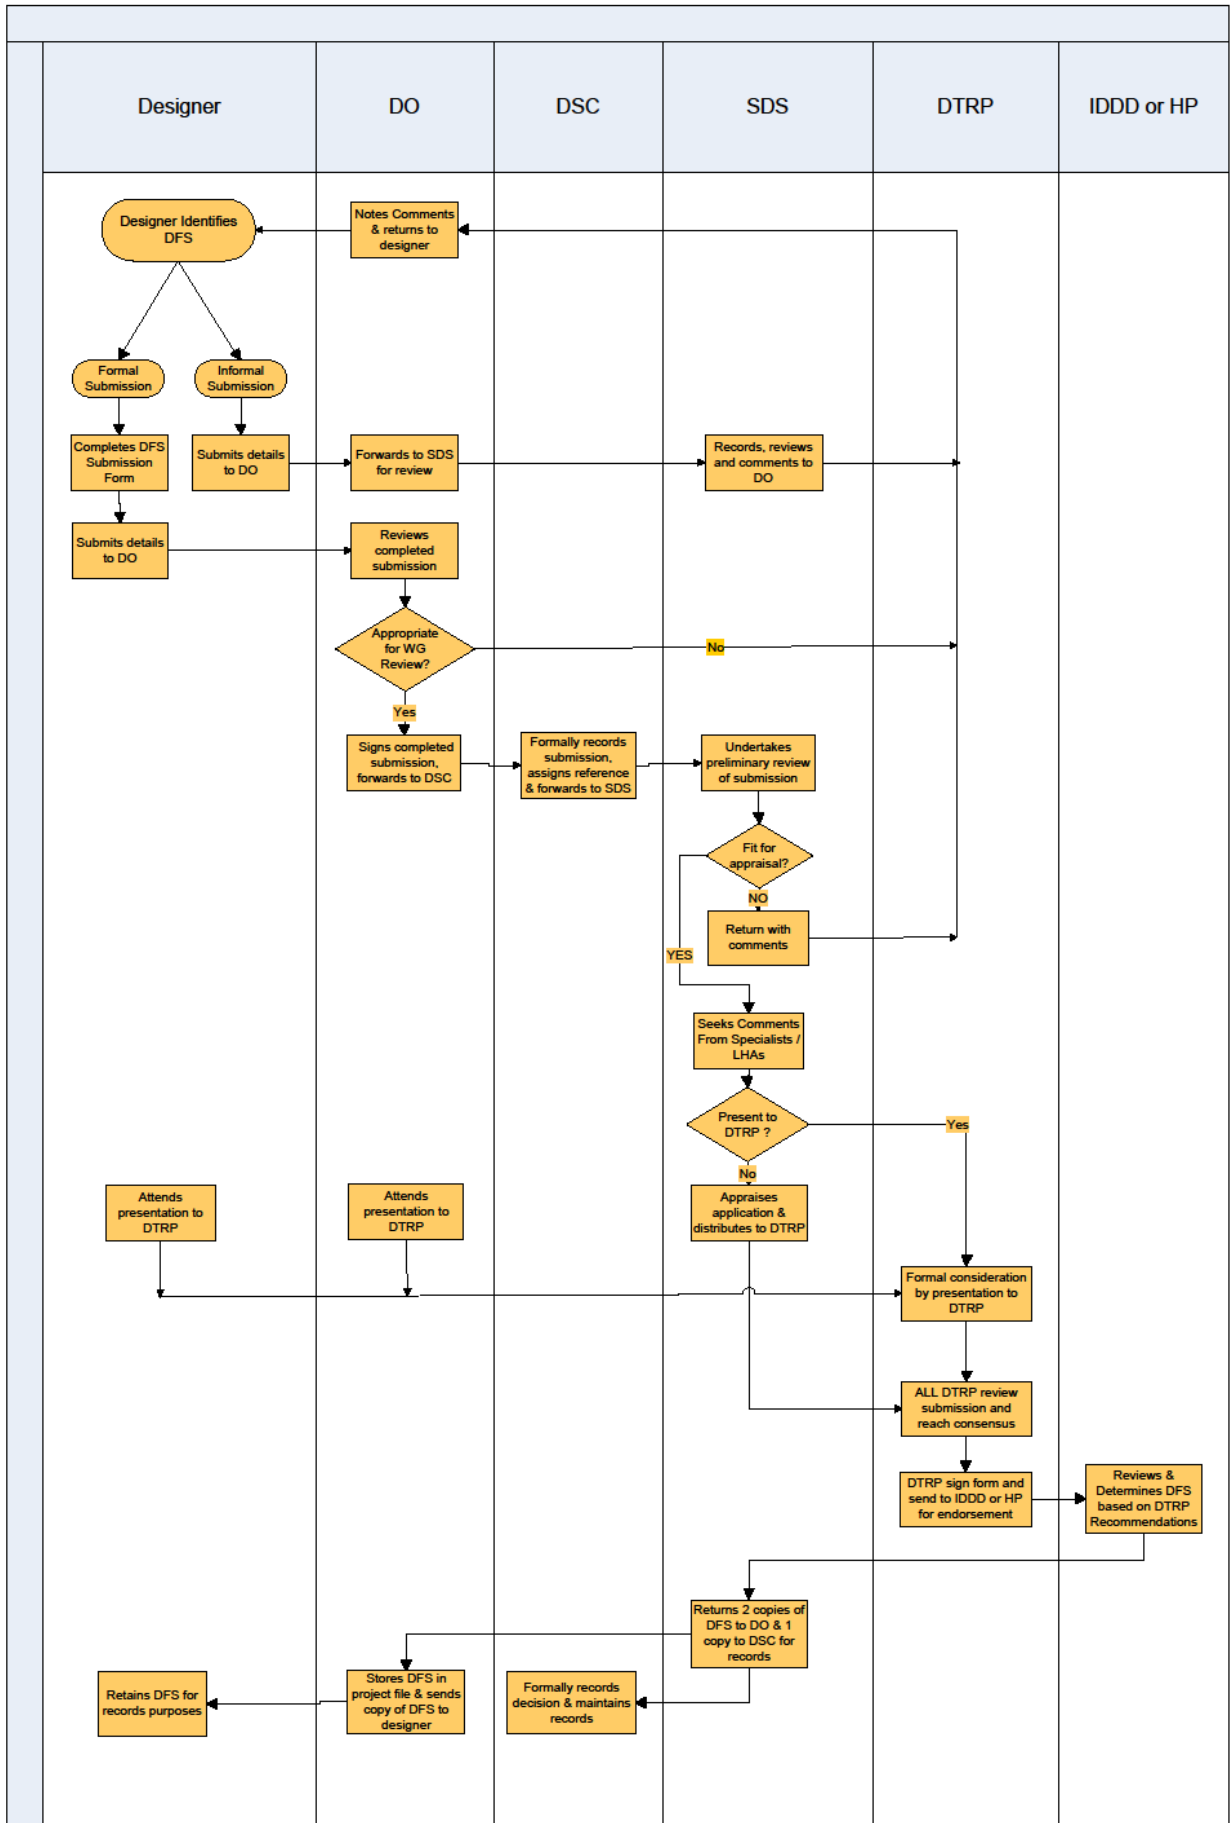 Designer
DO
DSC
SDS
DTRP
IDDD or HP
Designer Identifies
DFS
Notes Comments
& returns to
designer
Formal
Submission
Informal
Submission
Completes DFS
Submission
Form
Submits details
to DO
Forwards to SDS
for review
Records, reviews
and comments to
DO
Submits details
to DO
Reviews
completed
submission
Appropriate
for WG
Review?
No
Yes
Signs completed
submission,
forwards to DSC
Formally records
submission,
assigns reference
& forwards to SDS
Undertakes
preliminary review
of submission
Fit for
appraisal?
NO
Return with
comments
YES
Seeks Comments
From Specialists /
LHAs
Present to
DTRP ?
Yes
No
Attends
presentation to
DTRP
Attends
presentation to
DTRP
Appraises
application &
distributes to DTRP
Formal consideration
by presentation to
DTRP
ALL DTRP review
submission and
reach consensus
DTRP sign form and
send to IDDD or HP
for endorsement
Reviews &
Determines DFS
based on DTRP
Recommendations
Returns 2 copies of
DFS to DO & 1
copy to DSC for
records
Retains DFS for
records purposes
Stores DFS in
project file & sends
copy of DFS to
designer
Formally records
decision & maintains
records